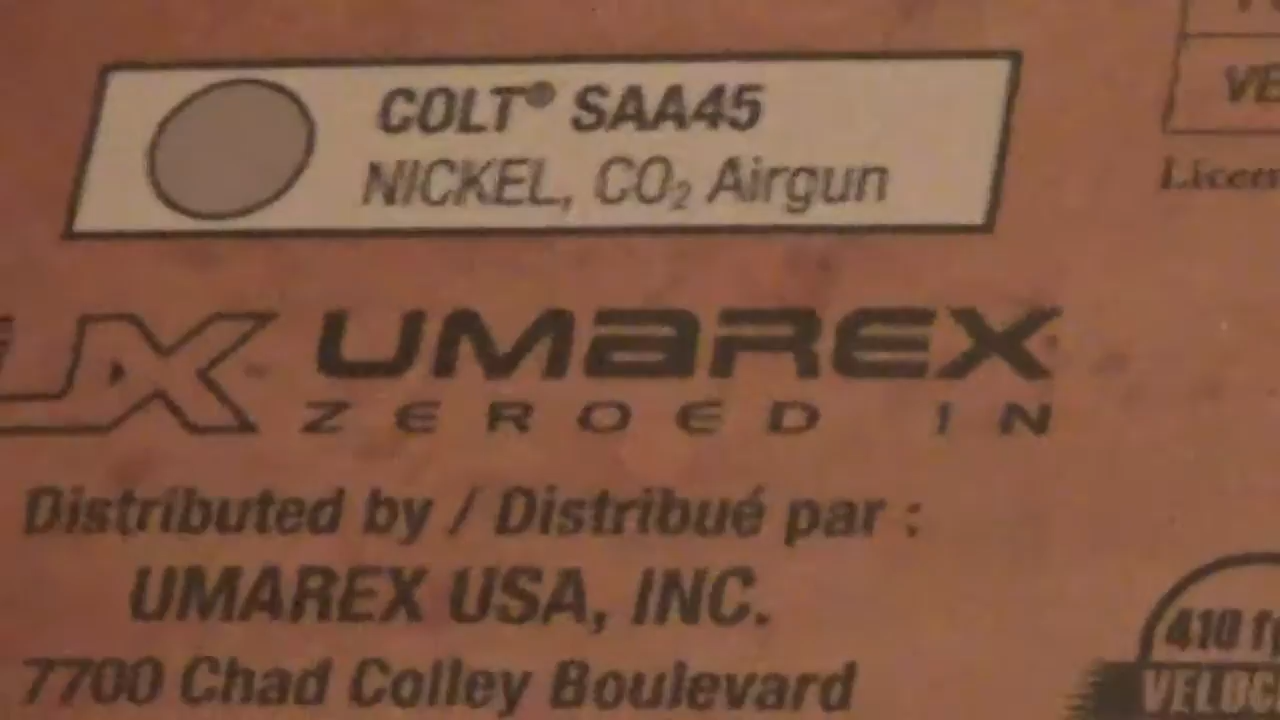 COLT® SAA45
NICKEL, CO₂ Airgun
VE
Licen
UX UMAREX
ZEROED IN
Distributed by / Distribué par :
UMAREX USA, INC.
7700 Chad Colley Boulevard
410 f
VELOC